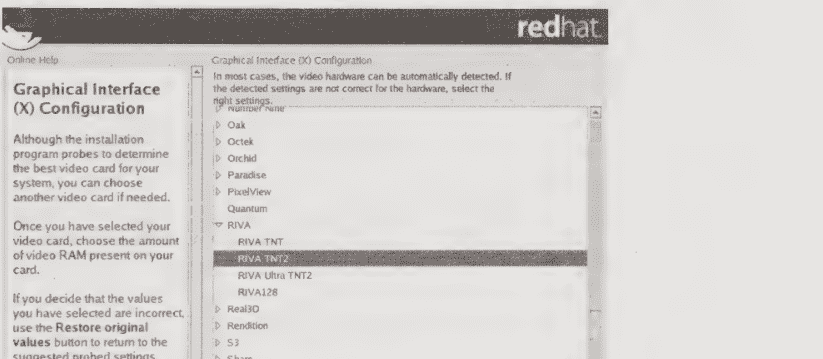 redhat.
Online Help
Graphical Interface
(X) Configuration
Although the installation
program probes to determine
the best video card for your
system, you can choose
another video card if needed.
Once you have selected your
video card, choose the amount
of video RAM present on your
card.
If you decide that the values
you have selected are incorrect,
use the Restore original
values button to return to the
suggested probed settings.
Graphical Interface (X) Configuration
In most cases, the video hardware can be automatically detected. If
the detected settings are not correct for the hardware, select the
right settings.
Number Nine
Oak
Octek
Orchid
Paradise
PixelView
Quantum
RIVA
RIVA TNT
RIVA TNT2
RIVA Ultra TNT2
RIVA128
Real3D
Rendition
S3